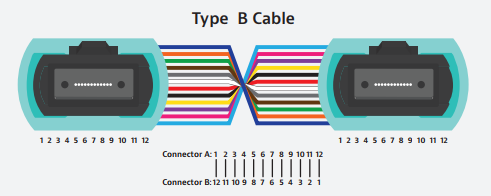 Type B Cable
1 2 3 4 5 6 7 8 9 10 11 12
1 2 3 4 5 6 7 8 9 10 11 12
Connector A: 1 2 3 4 5 6 7 8 9 10 11 12
Connector B: 12 11 10 9 8 7 6 5 4 3 2 1